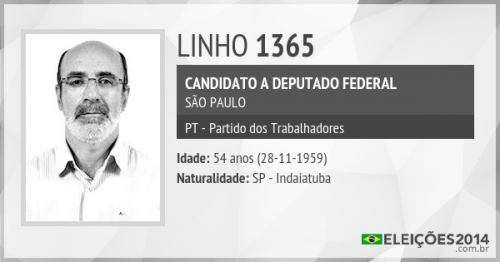 LINHO 1365
CANDIDATO A DEPUTADO FEDERAL
SÃO PAULO
PT - Partido dos Trabalhadores
Idade: 54 anos (28-11-1959)
Naturalidade: SP - Indaiatuba
ELEIÇÕES2014
.com.br